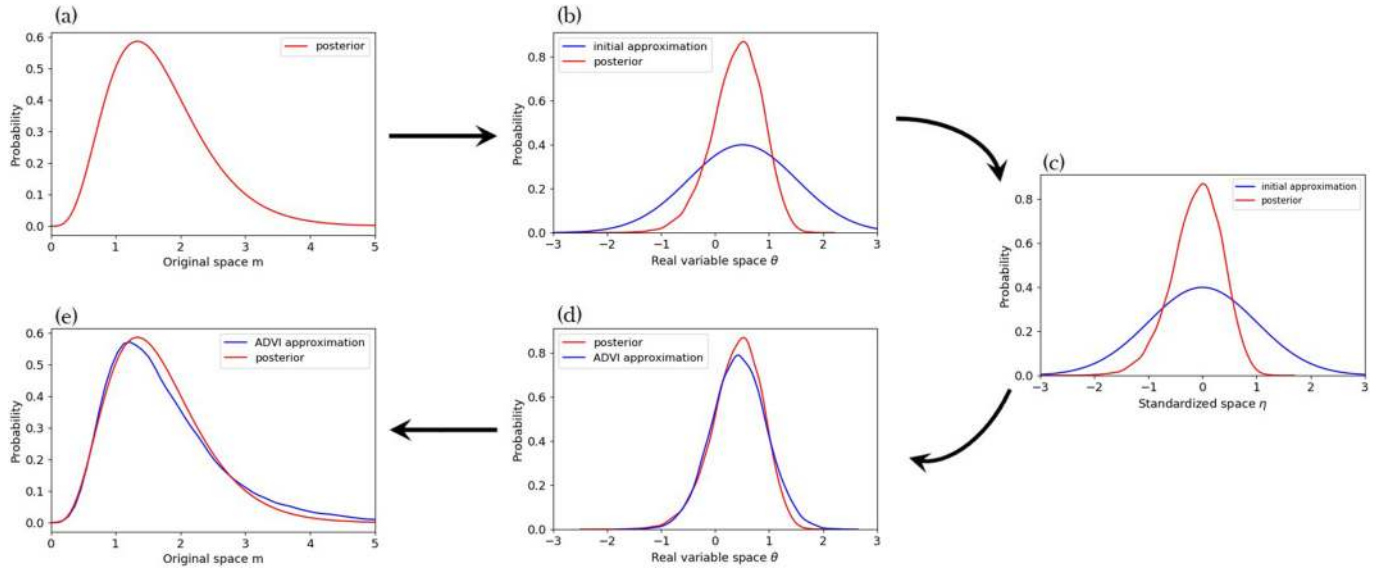 (a)
0.6
0.5
0.4
0.3
0.2
0.1
0.0
Probability
posterior
0 1 2 3 4 5
Original space m
(b)
0.8
0.6
0.4
0.2
0.0
Probability
initial approximation
posterior
−3 −2 −1 0 1 2 3
Real variable space θ
(c)
0.8
0.6
0.4
0.2
0.0
Probability
initial approximation
posterior
−3 −2 −1 0 1 2 3
Standardized space η
(d)
0.8
0.6
0.4
0.2
0.0
Probability
posterior
ADVI approximation
−3 −2 −1 0 1 2 3
Real variable space θ
(e)
0.6
0.5
0.4
0.3
0.2
0.1
0.0
Probability
ADVI approximation
posterior
0 1 2 3 4 5
Original space m